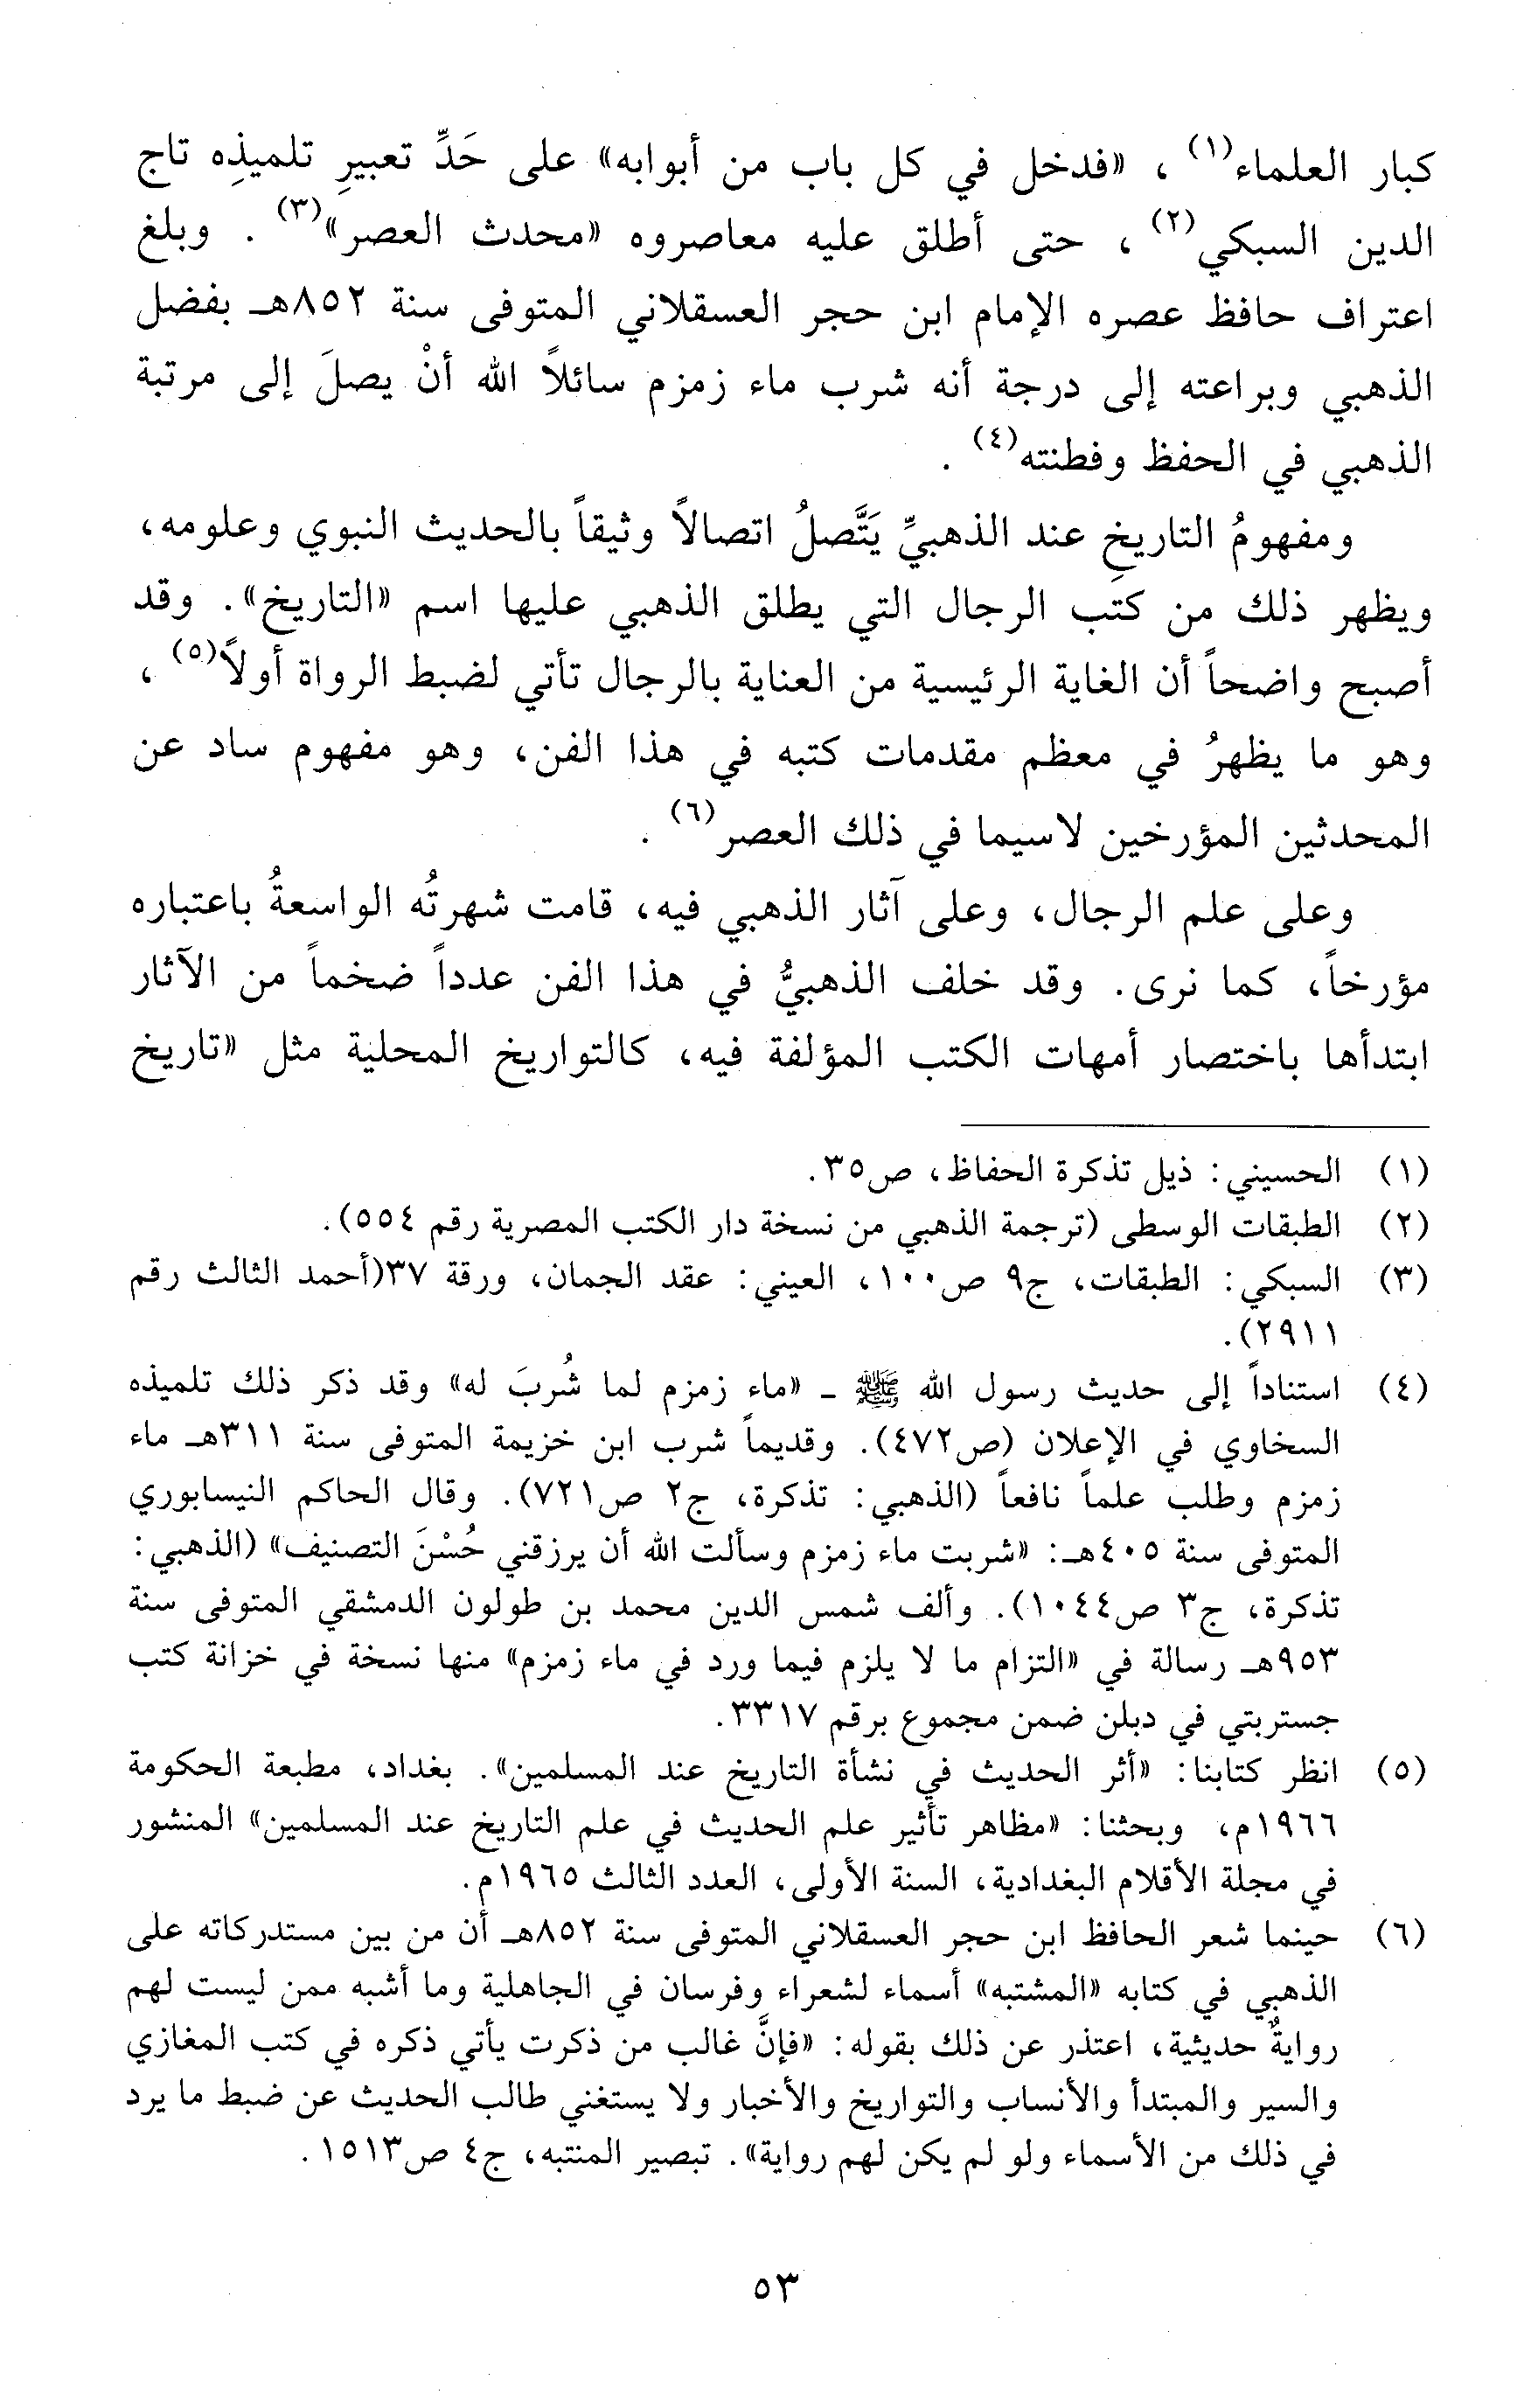 كبار العلماء(١) ، «فدخل في كل باب من أبوابه» على حَدِّ تعبيرِ تلميذِه تاج
الدين السبكي(٢) ، حتى أطلق عليه معاصروه «محدث العصر»(٣) . وبلغ
اعتراف حافظ عصره الإمام ابن حجر العسقلاني المتوفى سنة ٨٥٢هـ بفضل
الذهبي وبراعته إلى درجة أنه شرب ماء زمزم سائلاً الله أنْ يصلَ إلى مرتبة
الذهبي في الحفظ وفطنته(٤) .
ومفهومُ التاريخِ عند الذهبيِّ يَتَّصلُ اتصالاً وثيقاً بالحديث النبوي وعلومه،
ويظهر ذلك من كتب الرجال التي يطلق الذهبي عليها اسم «التاريخ». وقد
أصبح واضحاً أن الغاية الرئيسية من العناية بالرجال تأتي لضبط الرواة أولاً(٥) ،
وهو ما يظهرُ في معظم مقدمات كتبه في هذا الفن، وهو مفهوم ساد عن
المحدثين المؤرخين لاسيما في ذلك العصر(٦) .
وعلى علم الرجال، وعلى آثار الذهبي فيه، قامت شهرتُه الواسعةُ باعتباره
مؤرخاً، كما نرى. وقد خلف الذهبيُّ في هذا الفن عدداً ضخماً من الآثار
ابتدأها باختصار أمهات الكتب المؤلفة فيه، كالتواريخ المحلية مثل «تاريخ
(١) الحسيني: ذيل تذكرة الحفاظ، ص٣٥.
(٢) الطبقات الوسطى (ترجمة الذهبي من نسخة دار الكتب المصرية رقم ٥٥٤).
(٣) السبكي: الطبقات، ج٩ ص١٠٠، العيني: عقد الجمان، ورقة ٣٧(أحمد الثالث رقم
٢٩١١).
(٤) استناداً إلى حديث رسول الله ﷺ - «ماء زمزم لما شُربَ له» وقد ذكر ذلك تلميذه
السخاوي في الإعلان (ص٤٧٢). وقديماً شرب ابن خزيمة المتوفى سنة ٣١١هـ ماء
زمزم وطلب علماً نافعاً (الذهبي: تذكرة، ج٢ ص٧٢١). وقال الحاكم النيسابوري
المتوفى سنة ٤٠٥هـ: «شربت ماء زمزم وسألت الله أن يرزقني حُسْنَ التصنيف» (الذهبي:
تذكرة، ج٣ ص١٠٤٤). وألف شمس الدين محمد بن طولون الدمشقي المتوفى سنة
٩٥٣هـ رسالة في «التزام ما لا يلزم فيما ورد في ماء زمزم» منها نسخة في خزانة كتب
جستربتي في دبلن ضمن مجموع برقم ٣٣١٧.
(٥) انظر كتابنا: «أثر الحديث في نشأة التاريخ عند المسلمين». بغداد، مطبعة الحكومة
١٩٦٦م، وبحثنا: «مظاهر تأثير علم الحديث في علم التاريخ عند المسلمين» المنشور
في مجلة الأقلام البغدادية، السنة الأولى، العدد الثالث ١٩٦٥م.
(٦) حينما شعر الحافظ ابن حجر العسقلاني المتوفى سنة ٨٥٢هـ أن من بين مستدركاته على
الذهبي في كتابه «المشتبه» أسماء لشعراء وفرسان في الجاهلية وما أشبه ممن ليست لهم
روايةٌ حديثية، اعتذر عن ذلك بقوله: «فإنَّ غالب من ذكرت يأتي ذكره في كتب المغازي
والسير والمبتدأ والأنساب والتواريخ والأخبار ولا يستغني طالب الحديث عن ضبط ما يرد
في ذلك من الأسماء ولو لم يكن لهم رواية». تبصير المنتبه، ج٤ ص١٥١٣.
٥٣